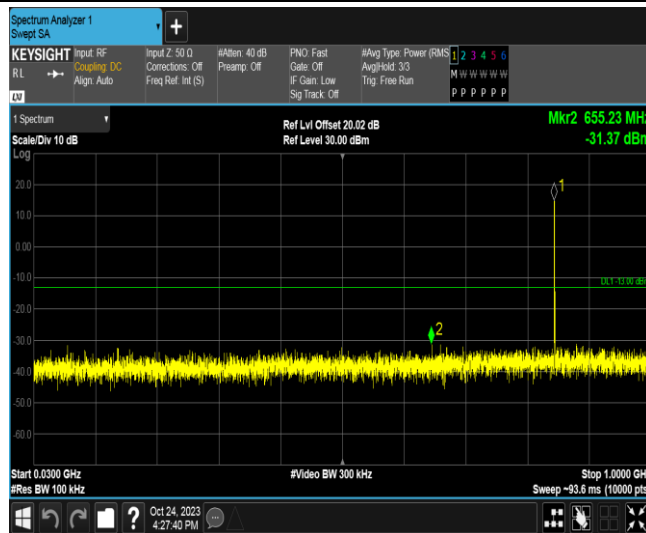 Spectrum Analyzer 1
Swept SA
+
KEYSIGHT
RL
LXI
Input: RF
Coupling: DC
Align: Auto
Input Z: 50 Ω
Corrections: Off
Freq Ref: Int (S)
#Atten: 40 dB
Preamp: Off
PNO: Fast
Gate: Off
IF Gain: Low
Sig Track: Off
#Avg Type: Power (RMS
Avg|Hold: 3/3
Trig: Free Run
1 2 3 4 5 6
M W W W W W
P P P P P P
1 Spectrum
Scale/Div 10 dB
Log
Ref Lvl Offset 20.02 dB
Ref Level 30.00 dBm
Mkr2 655.23 MHz
-31.37 dBm
20.0
10.0
0.00
-10.0
-20.0
-30.0
-40.0
-50.0
-60.0
1
2
DL1 -13.00 dBm
Start 0.0300 GHz
#Res BW 100 kHz
#Video BW 300 kHz
Stop 1.0000 GH
Sweep ~93.6 ms (10000 pts
?
Oct 24, 2023
4:27:40 PM